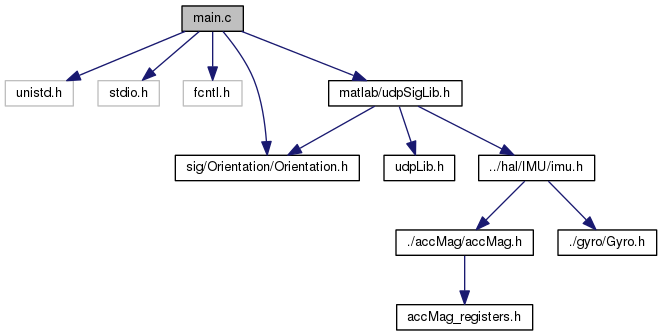 main.c
unistd.h
stdio.h
fcntl.h
matlab/udpSigLib.h
sig/Orientation/Orientation.h
udpLib.h
../hal/IMU/imu.h
./accMag/accMag.h
./gyro/Gyro.h
accMag_registers.h